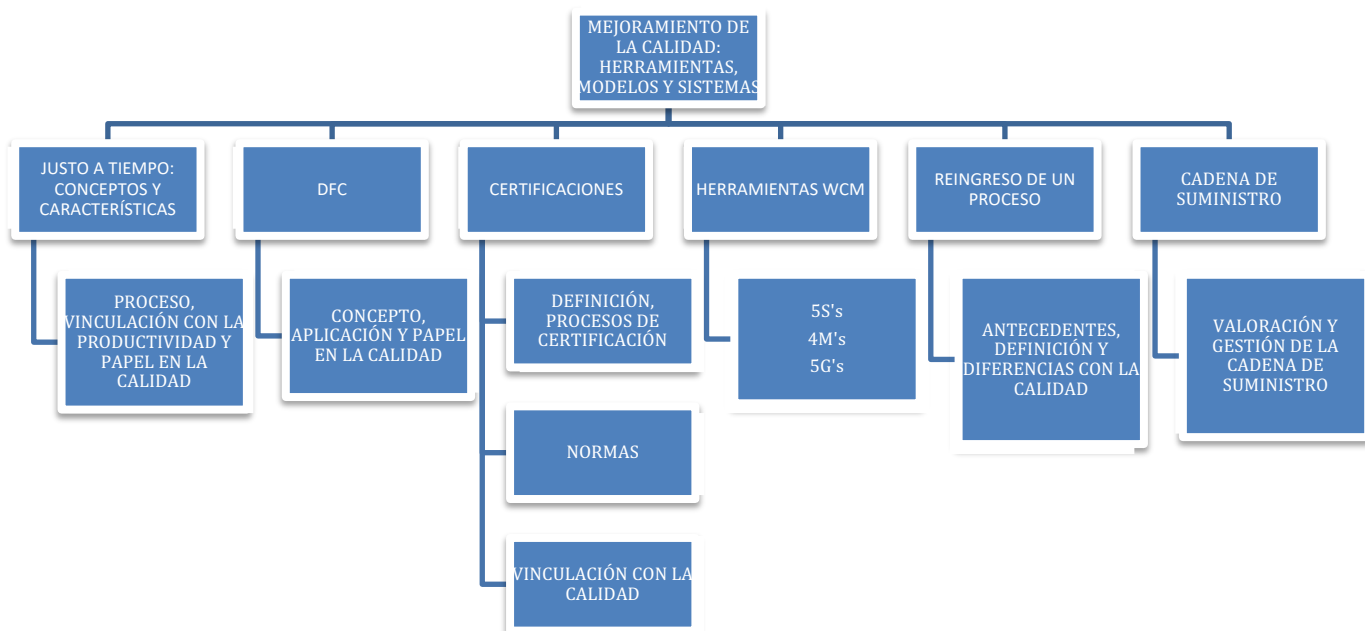 MEJORAMIENTO DE
LA CALIDAD:
HERRAMIENTAS,
MODELOS Y SISTEMAS
JUSTO A TIEMPO:
CONCEPTOS Y
CARACTERÍSTICAS
DFC
CERTIFICACIONES
HERRAMIENTAS WCM
REINGRESO DE UN
PROCESO
CADENA DE
SUMINISTRO
PROCESO,
VINCULACIÓN CON LA
PRODUCTIVIDAD Y
PAPEL EN LA
CALIDAD
CONCEPTO,
APLICACIÓN Y PAPEL
EN LA CALIDAD
DEFINICIÓN,
PROCESOS DE
CERTIFICACIÓN
NORMAS
VINCULACIÓN CON LA
CALIDAD
5S's
4M's
5G's
ANTECEDENTES,
DEFINICIÓN Y
DIFERENCIAS CON LA
CALIDAD
VALORACIÓN Y
GESTIÓN DE LA
CADENA DE
SUMINISTRO